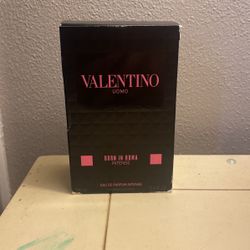 VALENTINO
UOMO
BORN IN ROMA
INTENSE
EAU DE PARFUM INTENSE